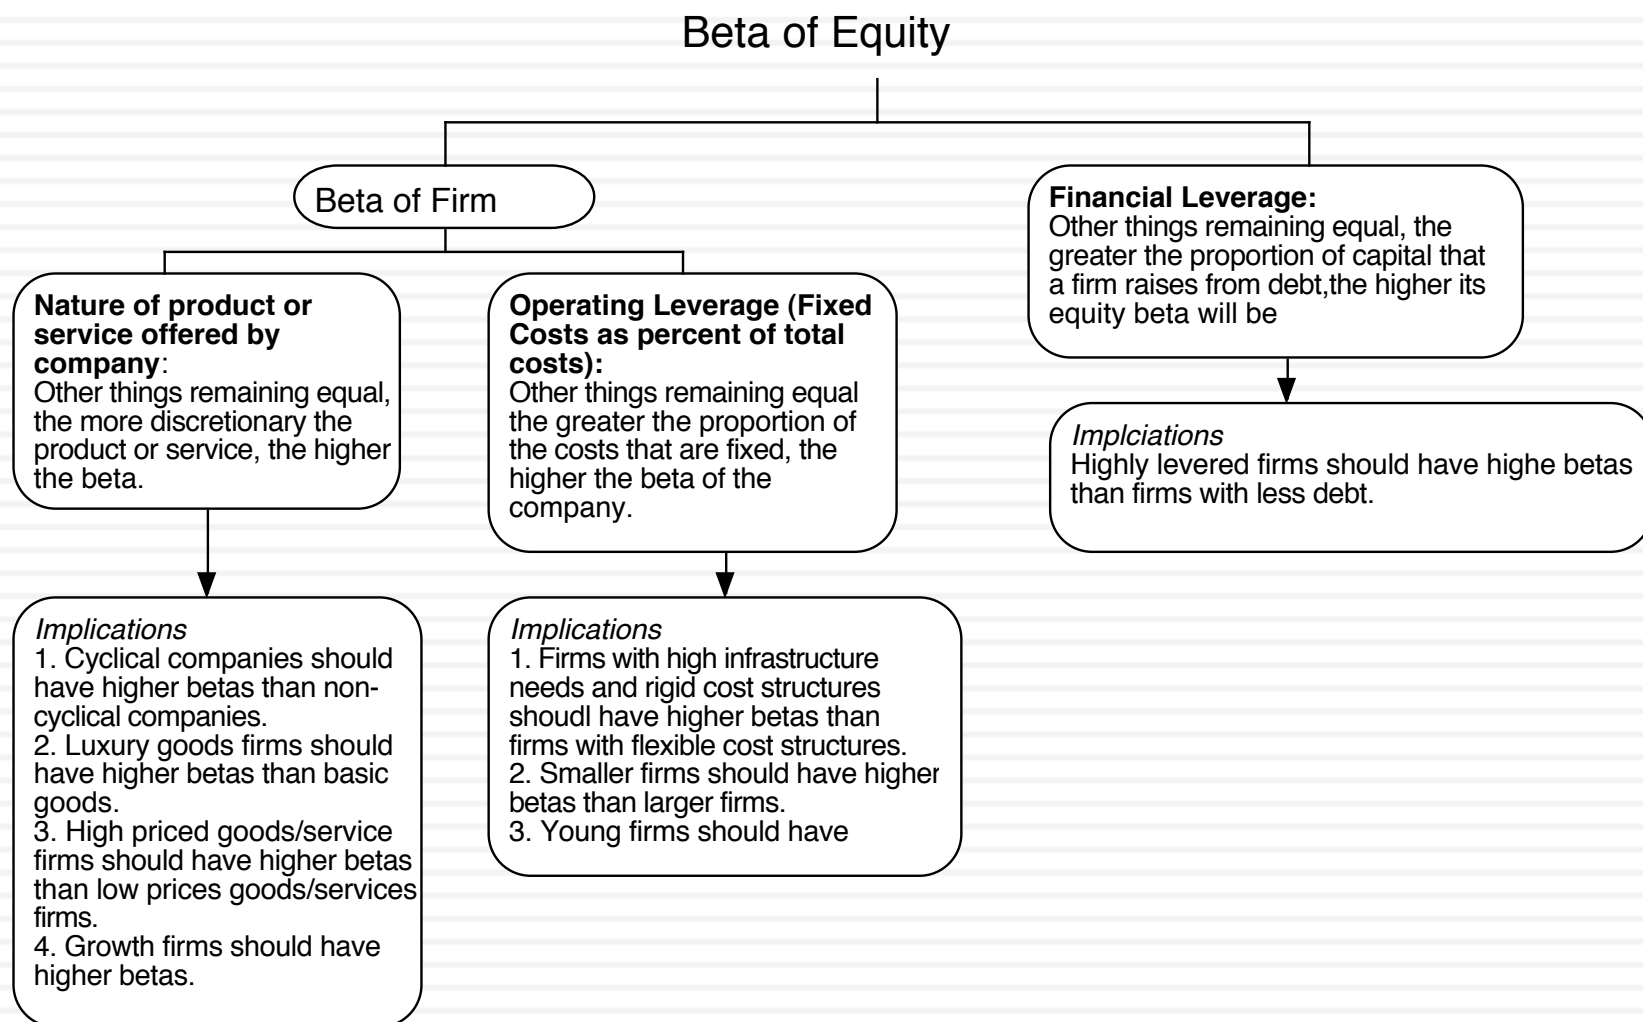 Beta of Equity
Beta of Firm
Nature of product or
service offered by
company:
Other things remaining equal,
the more discretionary the
product or service, the higher
the beta.
Operating Leverage (Fixed
Costs as percent of total
costs):
Other things remaining equal
the greater the proportion of
the costs that are fixed, the
higher the beta of the
company.
Financial Leverage:
Other things remaining equal, the
greater the proportion of capital that
a firm raises from debt,the higher its
equity beta will be
Implications
1. Cyclical companies should
have higher betas than non-
cyclical companies.
2. Luxury goods firms should
have higher betas than basic
goods.
3. High priced goods/service
firms should have higher betas
than low prices goods/services
firms.
4. Growth firms should have
higher betas.
Implications
1. Firms with high infrastructure
needs and rigid cost structures
shoudl have higher betas than
firms with flexible cost structures.
2. Smaller firms should have higher
betas than larger firms.
3. Young firms should have
Implciations
Highly levered firms should have highe betas
than firms with less debt.